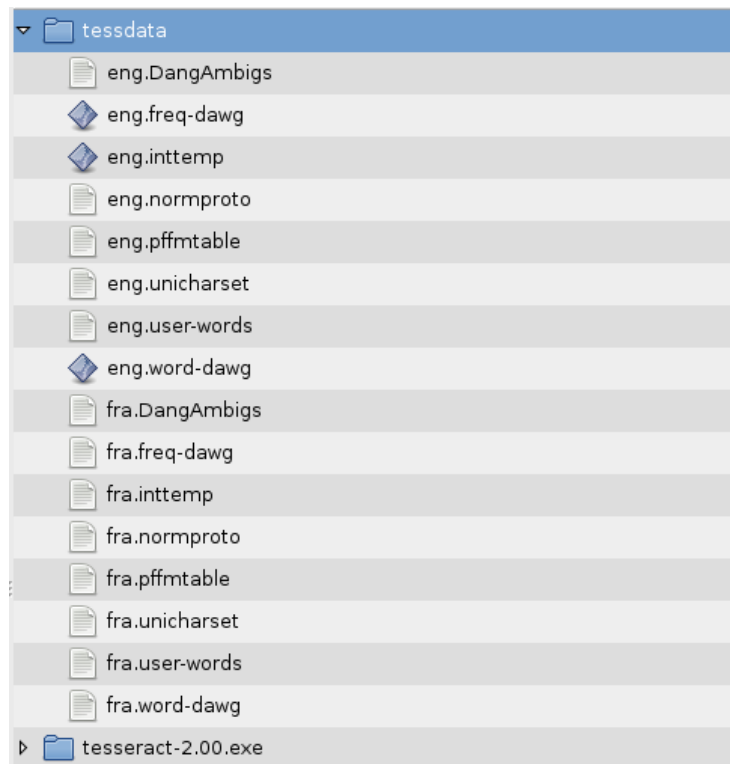 tessdata
eng.DangAmbigs
eng.freq-dawg
eng.inttemp
eng.normproto
eng.pffmtable
eng.unicharset
eng.user-words
eng.word-dawg
fra.DangAmbigs
fra.freq-dawg
fra.inttemp
fra.normproto
fra.pffmtable
fra.unicharset
fra.user-words
fra.word-dawg
tesseract-2.00.exe